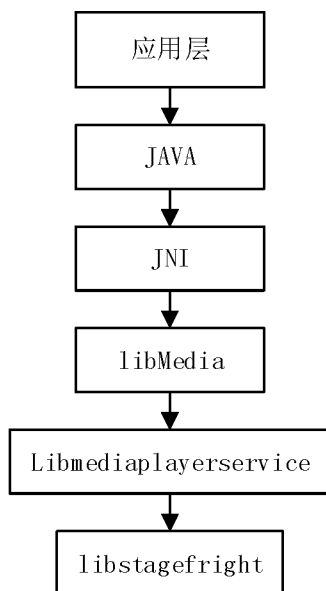 应用层
JAVA
JNI
libMedia
Libmediaplayerservice
libstagefright